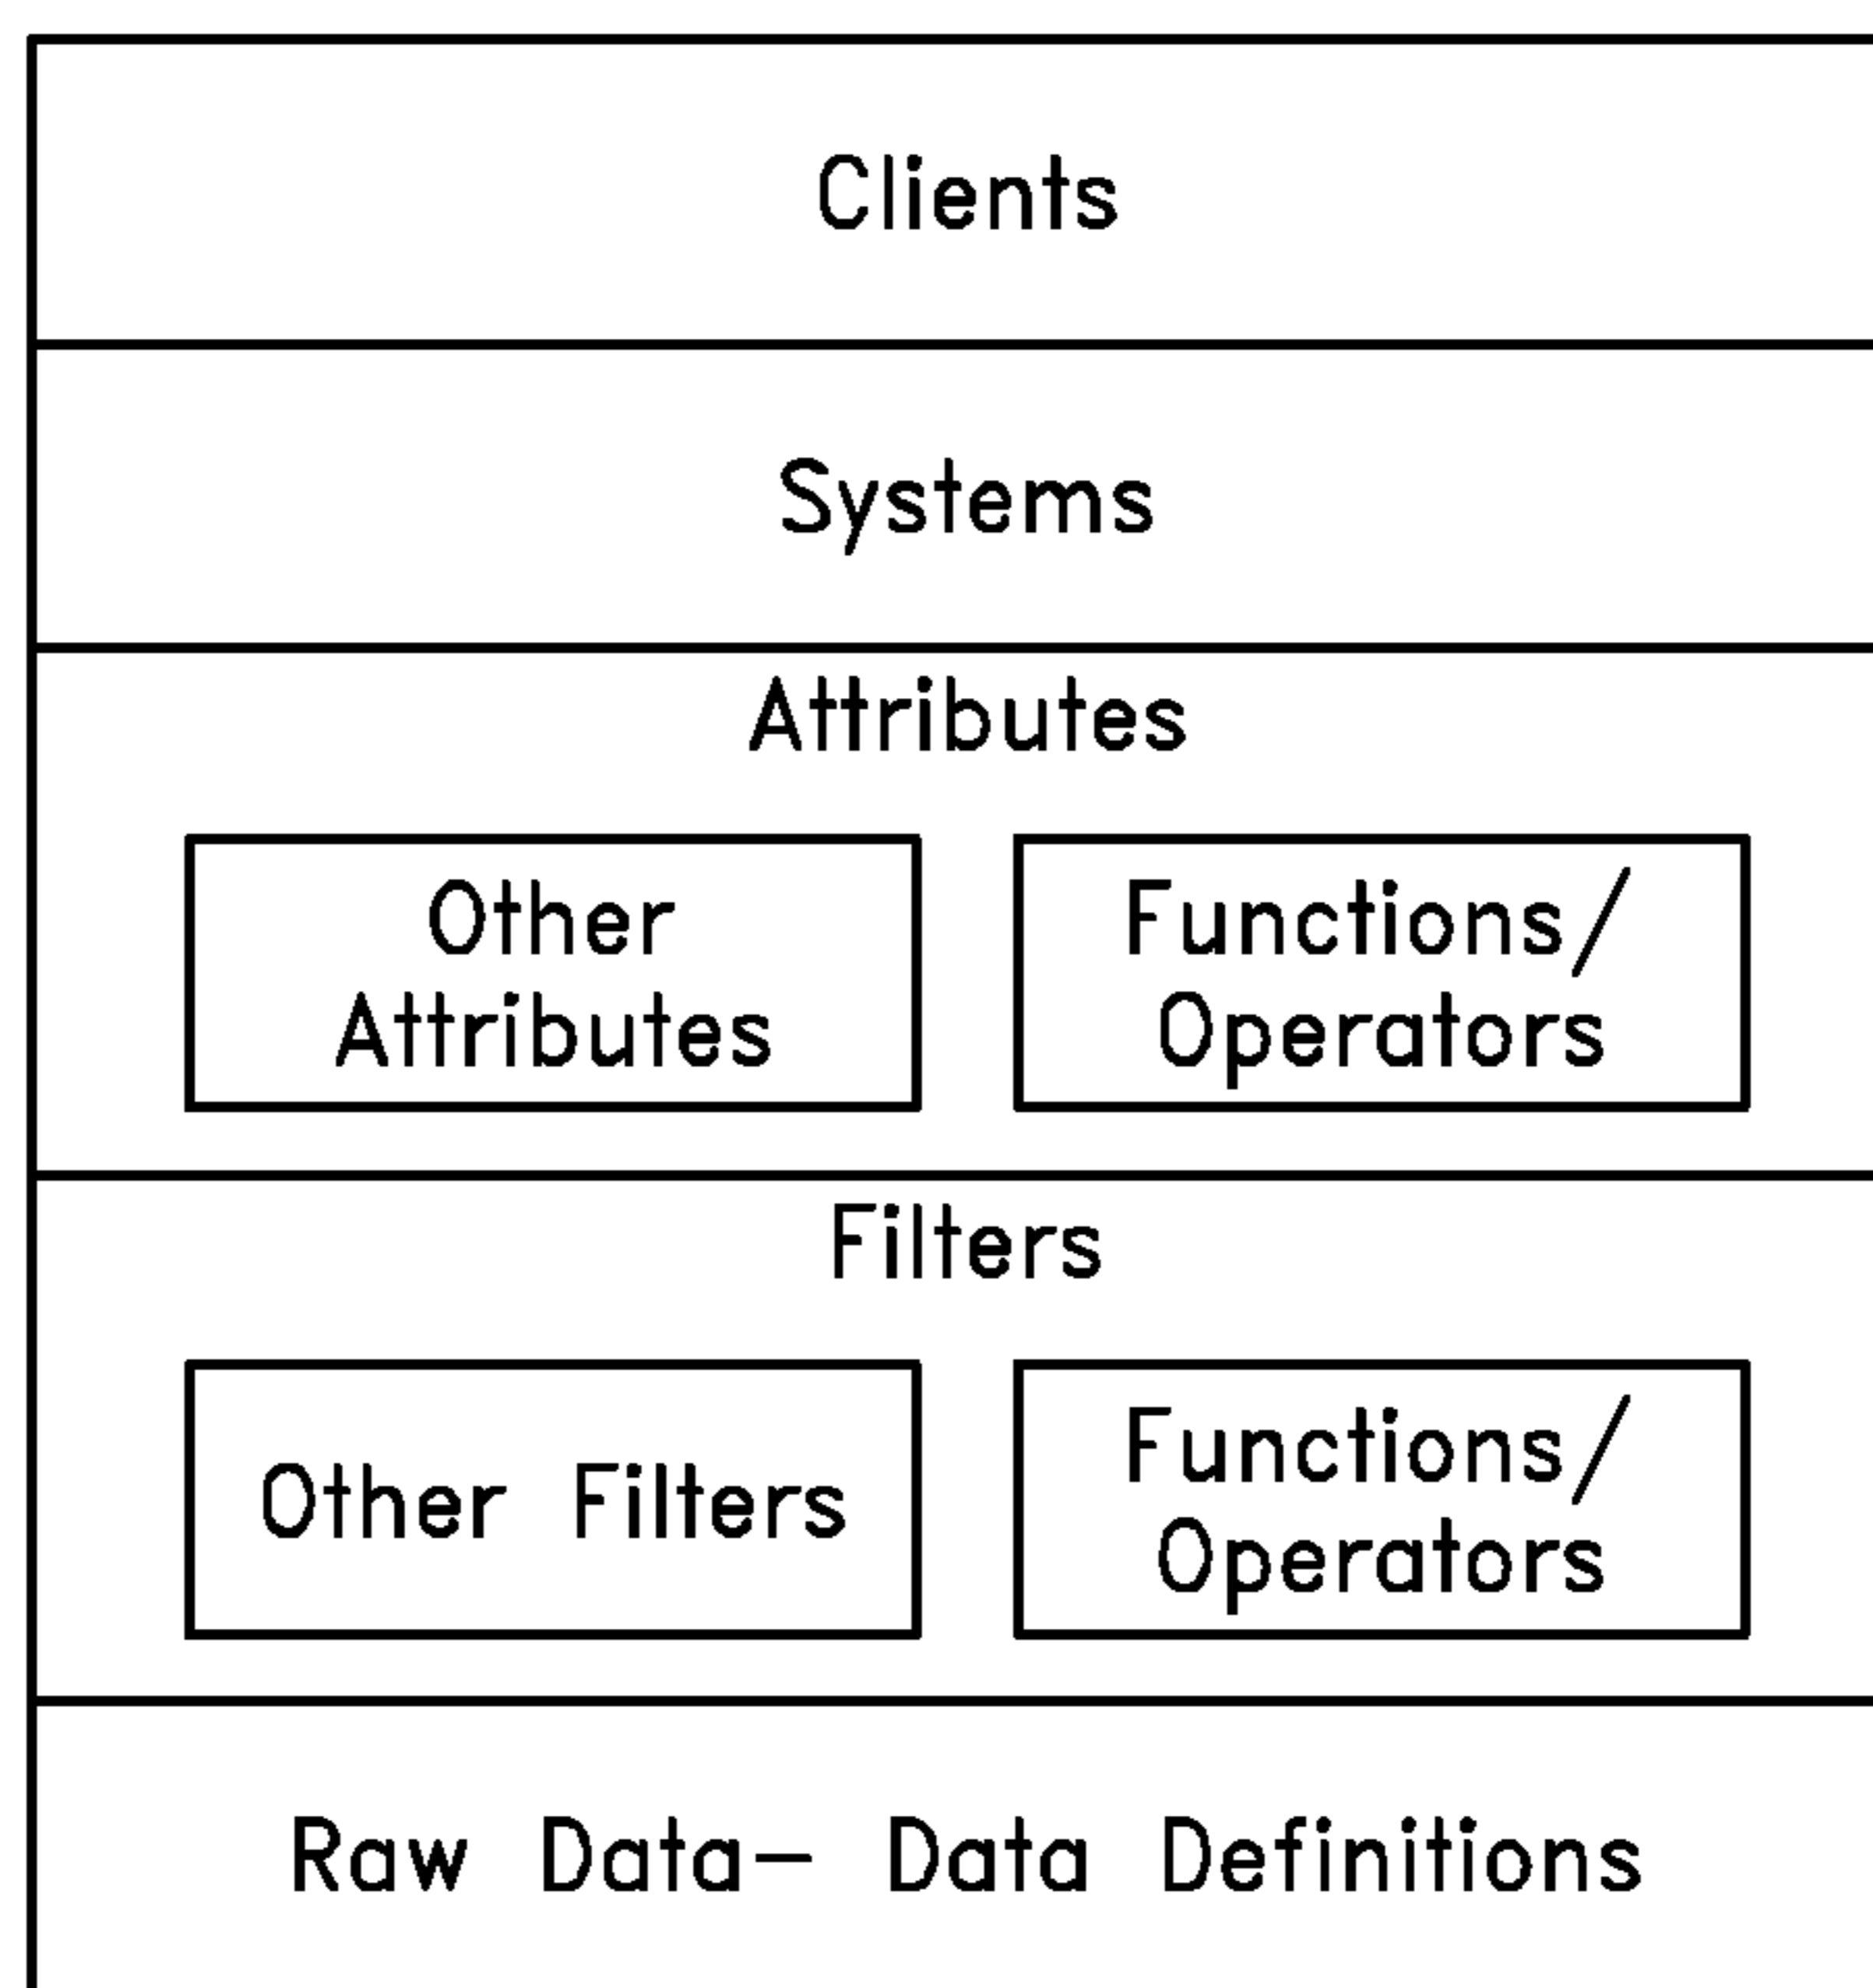 Clients
Systems
Attributes
Other
Attributes
Functions/
Operators
Filters
Other Filters
Functions/
Operators
Raw Data- Data Definitions